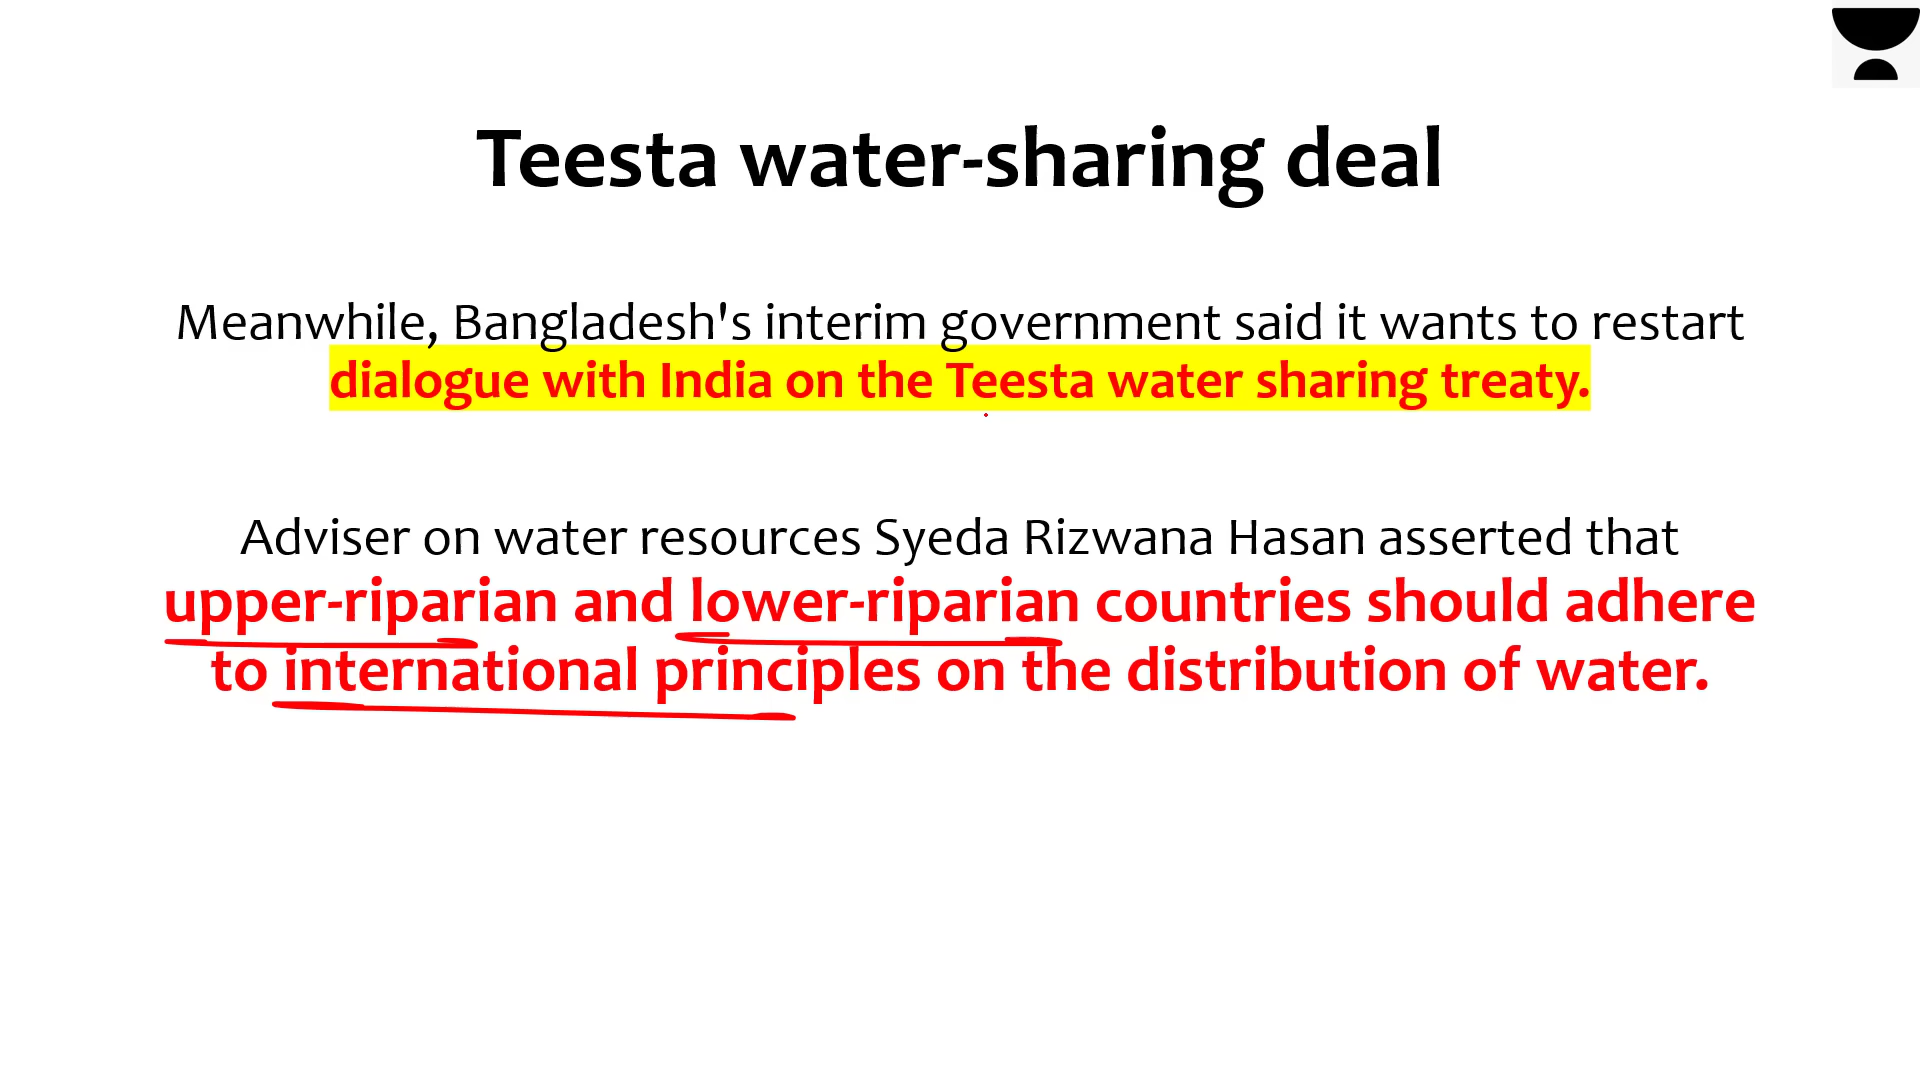 Teesta water-sharing deal
Meanwhile, Bangladesh's interim government said it wants to restart
dialogue with India on the Teesta water sharing treaty.
Adviser on water resources Syeda Rizwana Hasan asserted that
upper-riparian and lower-riparian countries should adhere
to international principles on the distribution of water.